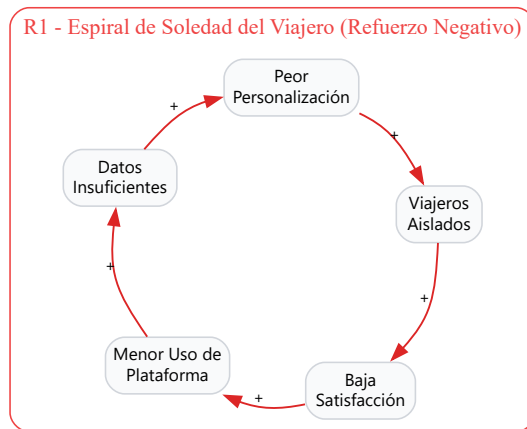 R1 - Espiral de Soledad del Viajero (Refuerzo Negativo)
Peor
Personalización
+
+
Datos
Insuficientes
Viajeros
Aislados
+
+
Menor Uso de
Plataforma
+
Baja
Satisfacción